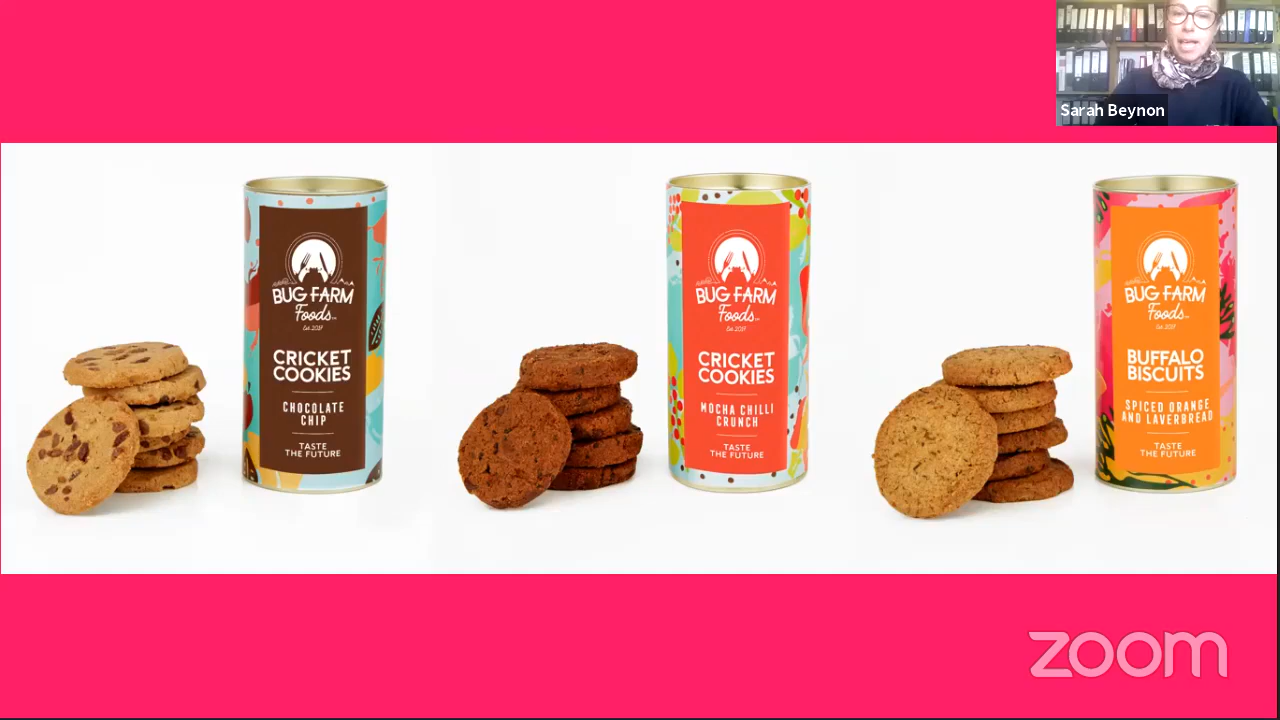 Sarah Beynon
BUG FARM
Foods
Est. 2017
CRICKET
COOKIES
CHOCOLATE
CHIP
TASTE
THE FUTURE
BUG FARM
Foods
Est. 2017
CRICKET
COOKIES
MOCHA CHILLI
CRUNCH
TASTE
THE FUTURE
BUG FARM
Foods
Est. 2017
BUFFALO
BISCUITS
SPICED ORANGE
AND LAVERBREAD
TASTE
THE FUTURE
zoom